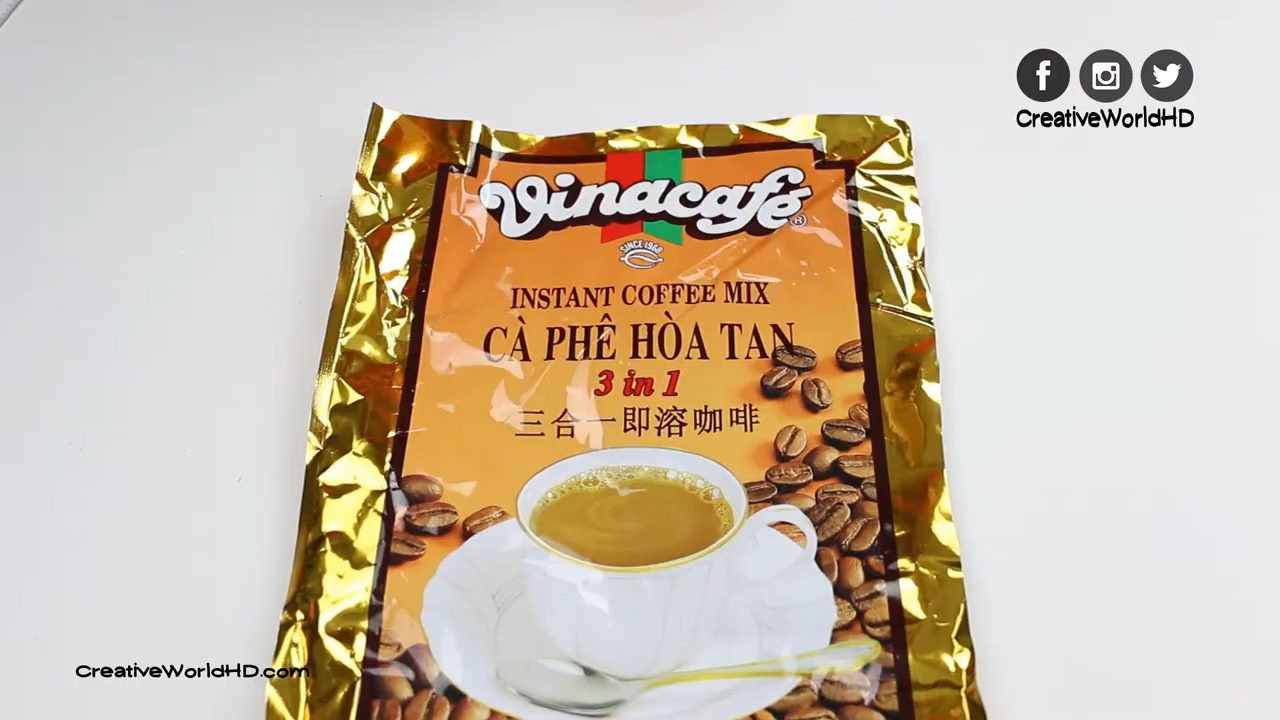 CreativeWorldHD
Vinacafé®
SINCE 1968
INSTANT COFFEE MIX
CÀ PHÊ HÒA TAN
3 in 1
三合一即溶咖啡
CreativeWorldHD.com